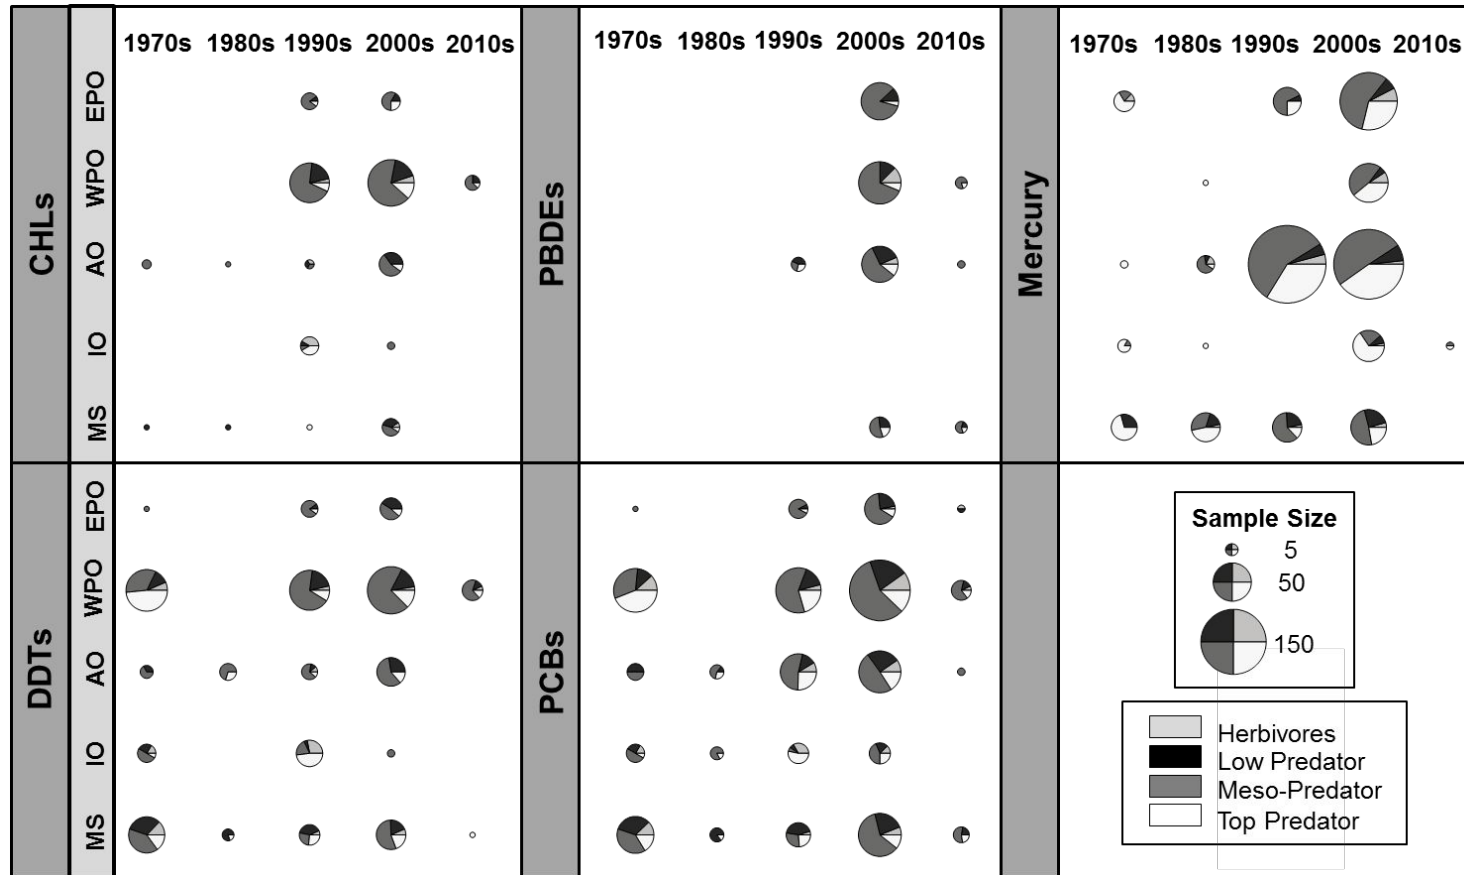 1970s 1980s 1990s 2000s 2010s
1970s 1980s 1990s 2000s 2010s
1970s 1980s 1990s 2000s 2010s
CHLs
EPO
WPO
AO
IO
MS
PBDEs
Mercury
DDTs
EPO
WPO
AO
IO
MS
PCBs
Sample Size
5
50
150
Herbivores
Low Predator
Meso-Predator
Top Predator